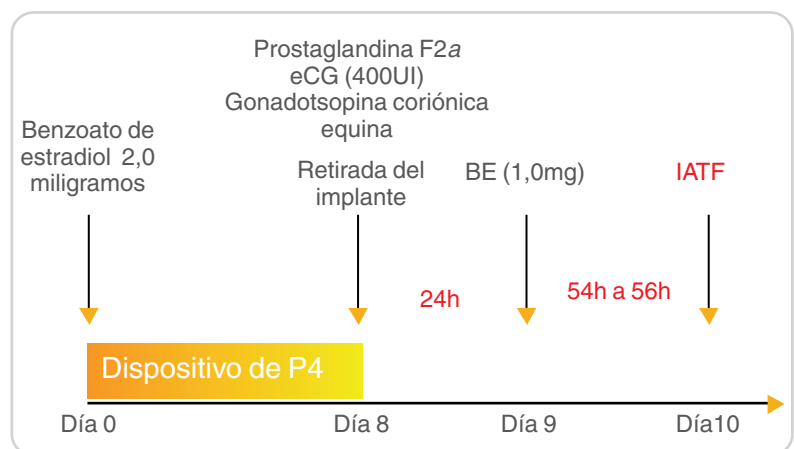 Prostaglandina F2a
eCG (400UI)
Gonadotsopina coriónica
equina
Benzoato de
estradiol 2,0
miligramos
Retirada del
implante
BE (1,0mg)
IATF
24h
54h a 56h
Dispositivo de P4
Día 0
Día 8
Día 9
Día10